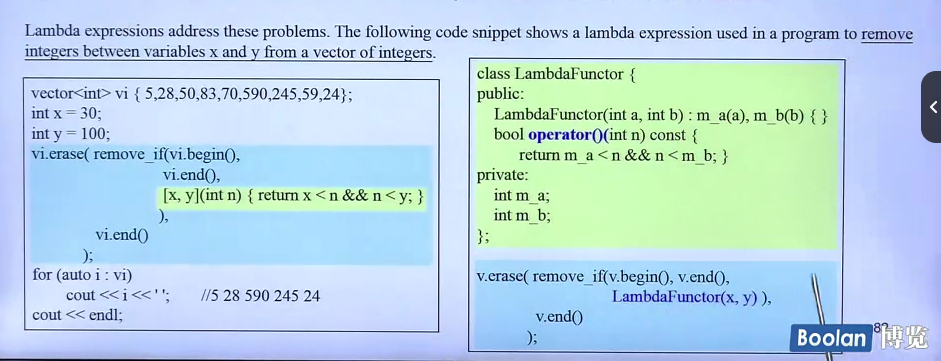 Lambda expressions address these problems. The following code snippet shows a lambda expression used in a program to remove
integers between variables x and y from a vector of integers.
vector<int> vi { 5,28,50,83,70,590,245,59,24};
int x = 30;
int y = 100;
vi.erase( remove_if(vi.begin(),
vi.end(),
[x, y](int n) { return x < n && n < y; }
),
vi.end()
);
for (auto i : vi)
cout << i << ' '; //5 28 590 245 24
cout << endl;
class LambdaFunctor {
public:
LambdaFunctor(int a, int b) : m_a(a), m_b(b) { }
bool operator()(int n) const {
return m_a < n && n < m_b; }
private:
int m_a;
int m_b;
};
v.erase( remove_if(v.begin(), v.end(),
LambdaFunctor(x, y) ),
v.end()
);
Boolan 博览